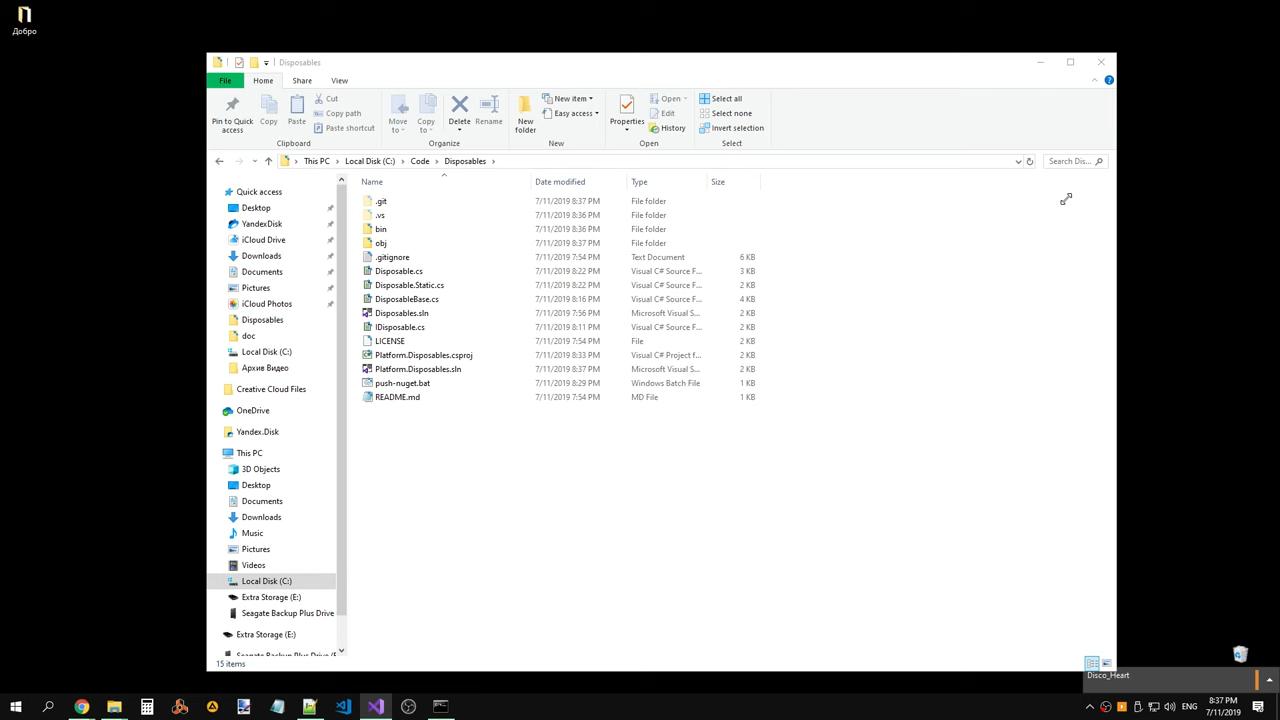 Добро
Disposables
File Home Share View
Pin to Quick access
Copy
Paste
Cut
Copy path
Paste shortcut
Clipboard
Move to
Copy to
Delete
Rename
Organize
New folder
New item
Easy access
New
Properties
Open
Edit
History
Open
Select all
Select none
Invert selection
Select
This PC > Local Disk (C:) > Code > Disposables >
Search Dis...
Name Date modified Type Size
.git 7/11/2019 8:37 PM File folder
.vs 7/11/2019 8:36 PM File folder
bin 7/11/2019 8:36 PM File folder
obj 7/11/2019 8:37 PM File folder
.gitignore 7/11/2019 7:54 PM Text Document 6 KB
Disposable.cs 7/11/2019 8:22 PM Visual C# Source F... 3 KB
Disposable.Static.cs 7/11/2019 8:22 PM Visual C# Source F... 2 KB
DisposableBase.cs 7/11/2019 8:16 PM Visual C# Source F... 4 KB
Disposables.sln 7/11/2019 7:56 PM Microsoft Visual S... 2 KB
IDisposable.cs 7/11/2019 8:11 PM Visual C# Source F... 2 KB
LICENSE 7/11/2019 7:54 PM File 2 KB
Platform.Disposables.csproj 7/11/2019 8:33 PM Visual C# Project f... 2 KB
Platform.Disposables.sln 7/11/2019 8:37 PM Microsoft Visual S... 2 KB
push-nuget.bat 7/11/2019 8:29 PM Windows Batch File 1 KB
README.md 7/11/2019 7:54 PM MD File 1 KB
Quick access
Desktop
YandexDisk
iCloud Drive
Downloads
Documents
Pictures
iCloud Photos
Disposables
doc
Local Disk (C:)
Архив Видео
Creative Cloud Files
OneDrive
Yandex.Disk
This PC
3D Objects
Desktop
Documents
Downloads
Music
Pictures
Videos
Local Disk (C:)
Extra Storage (E:)
Seagate Backup Plus Drive
Extra Storage (E:)
15 items
Disco_Heart
ENG
8:37 PM
7/11/2019